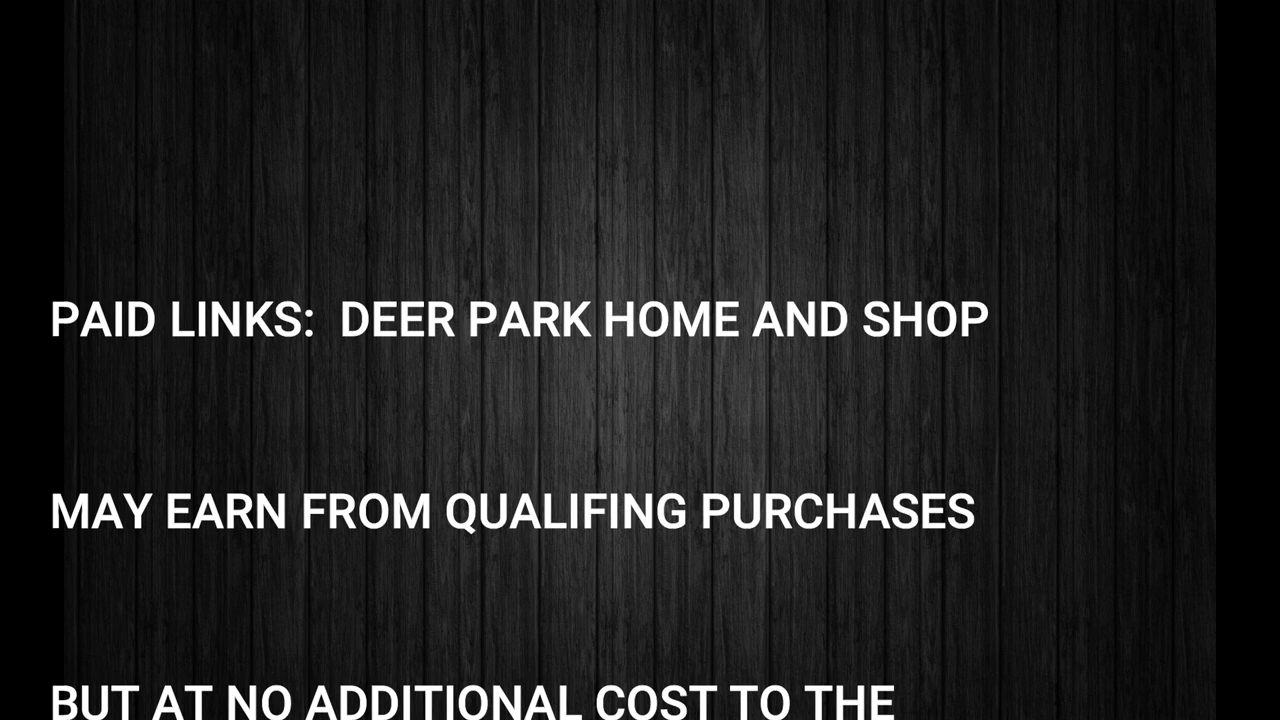 PAID LINKS:  DEER PARK HOME AND SHOP
MAY EARN FROM QUALIFING PURCHASES
BUT AT NO ADDITIONAL COST TO THE